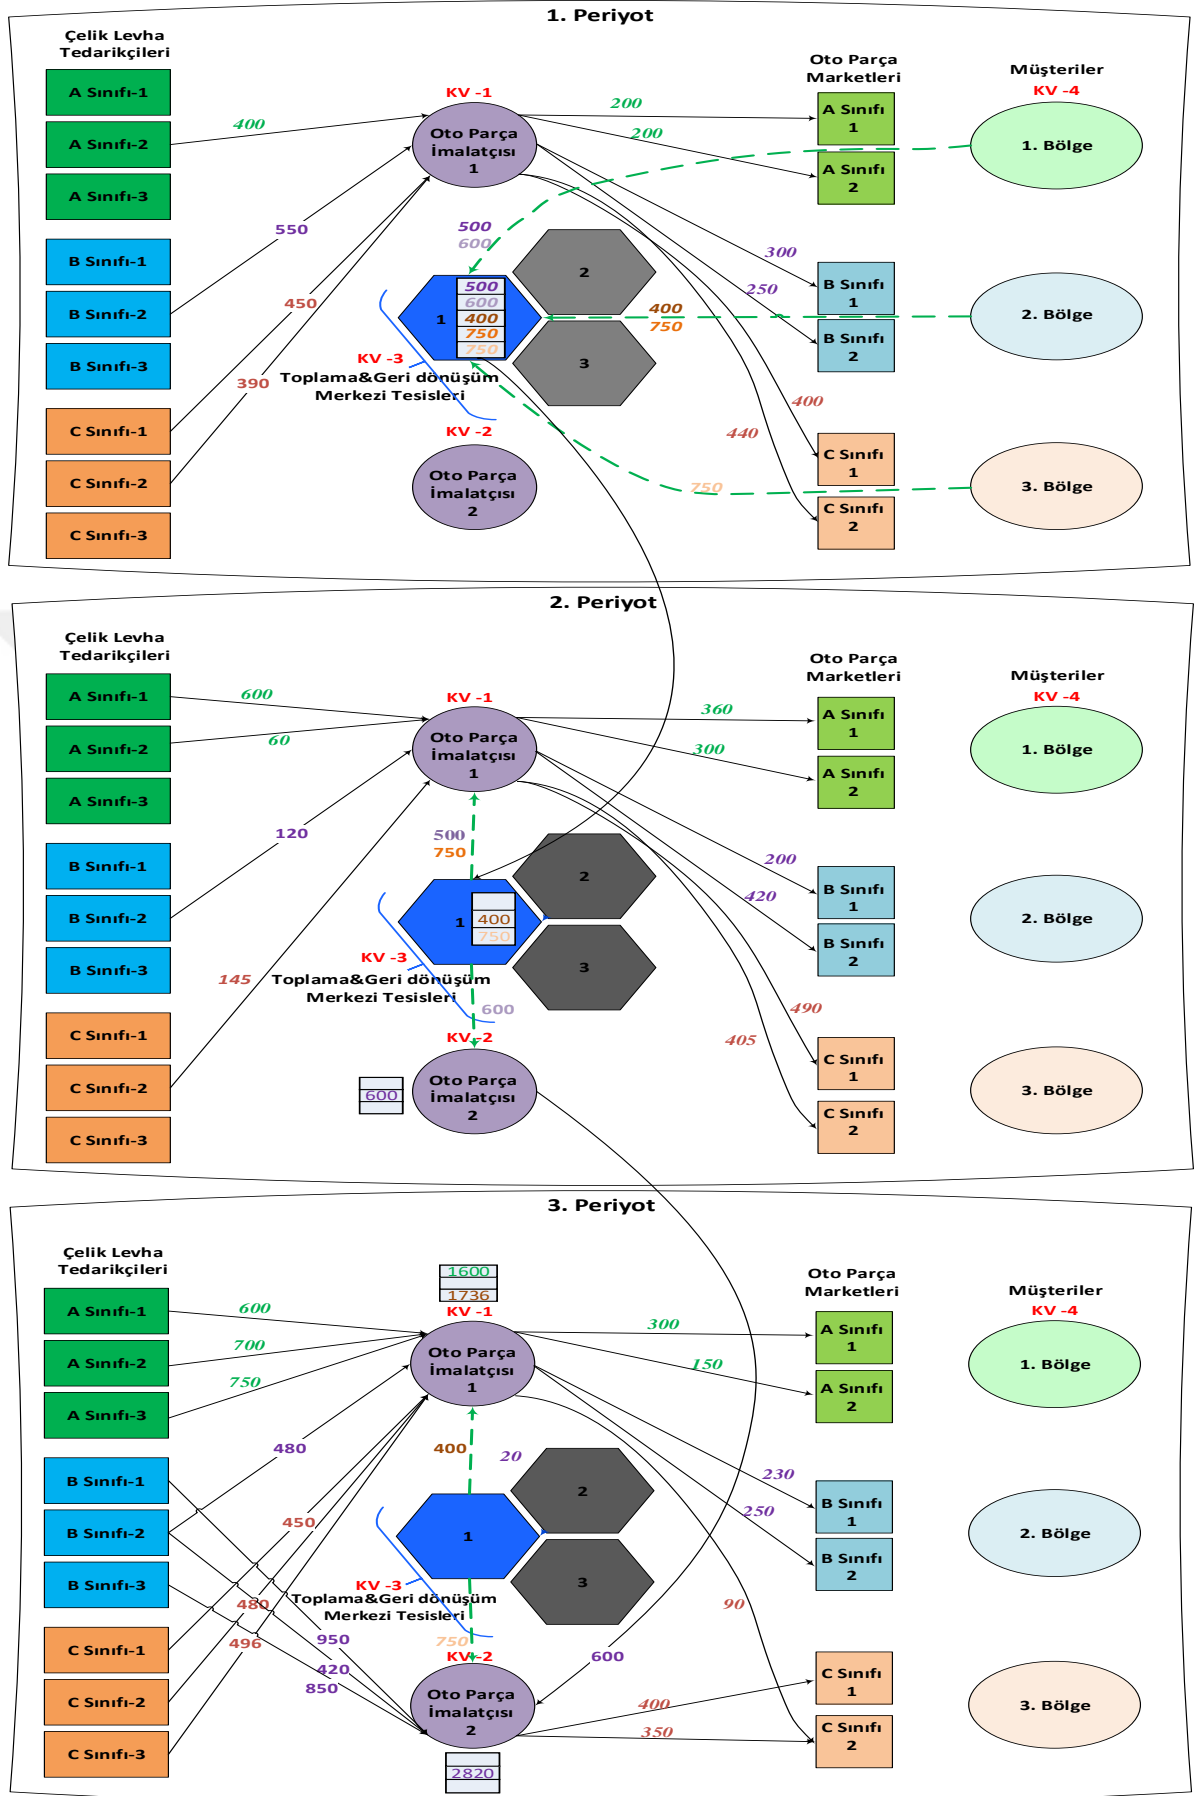 1. Periyot
Çelik Levha
Tedarikçileri
A Sınıfı-1
A Sınıfı-2
A Sınıfı-3
B Sınıfı-1
B Sınıfı-2
B Sınıfı-3
C Sınıfı-1
C Sınıfı-2
C Sınıfı-3
400
550
450
390
KV -1
Oto Parça
İmalatçısı
1
500
600
1
500
600
400
750
750
2
3
400
750
KV -3
Toplama&Geri dönüşüm
Merkezi Tesisleri
KV -2
Oto Parça
İmalatçısı
2
200
200
300
250
400
440
750
Oto Parça
Marketleri
A Sınıfı
1
A Sınıfı
2
B Sınıfı
1
B Sınıfı
2
C Sınıfı
1
C Sınıfı
2
Müşteriler
KV -4
1. Bölge
2. Bölge
3. Bölge
2. Periyot
Çelik Levha
Tedarikçileri
A Sınıfı-1
A Sınıfı-2
A Sınıfı-3
B Sınıfı-1
B Sınıfı-2
B Sınıfı-3
C Sınıfı-1
C Sınıfı-2
C Sınıfı-3
600
60
120
145
KV -1
Oto Parça
İmalatçısı
1
500
750
1
400
750
2
3
KV -3
Toplama&Geri dönüşüm
Merkezi Tesisleri
600
KV -2
600
Oto Parça
İmalatçısı
2
360
300
200
420
490
405
Oto Parça
Marketleri
A Sınıfı
1
A Sınıfı
2
B Sınıfı
1
B Sınıfı
2
C Sınıfı
1
C Sınıfı
2
Müşteriler
KV -4
1. Bölge
2. Bölge
3. Bölge
3. Periyot
Çelik Levha
Tedarikçileri
A Sınıfı-1
A Sınıfı-2
A Sınıfı-3
B Sınıfı-1
B Sınıfı-2
B Sınıfı-3
C Sınıfı-1
C Sınıfı-2
C Sınıfı-3
600
700
750
480
450
480
496
950
420
850
1600
1736
KV -1
Oto Parça
İmalatçısı
1
400
20
1
2
3
KV -3
Toplama&Geri dönüşüm
Merkezi Tesisleri
750
KV -2
Oto Parça
İmalatçısı
2
2820
600
300
150
230
250
90
400
350
Oto Parça
Marketleri
A Sınıfı
1
A Sınıfı
2
B Sınıfı
1
B Sınıfı
2
C Sınıfı
1
C Sınıfı
2
Müşteriler
KV -4
1. Bölge
2. Bölge
3. Bölge